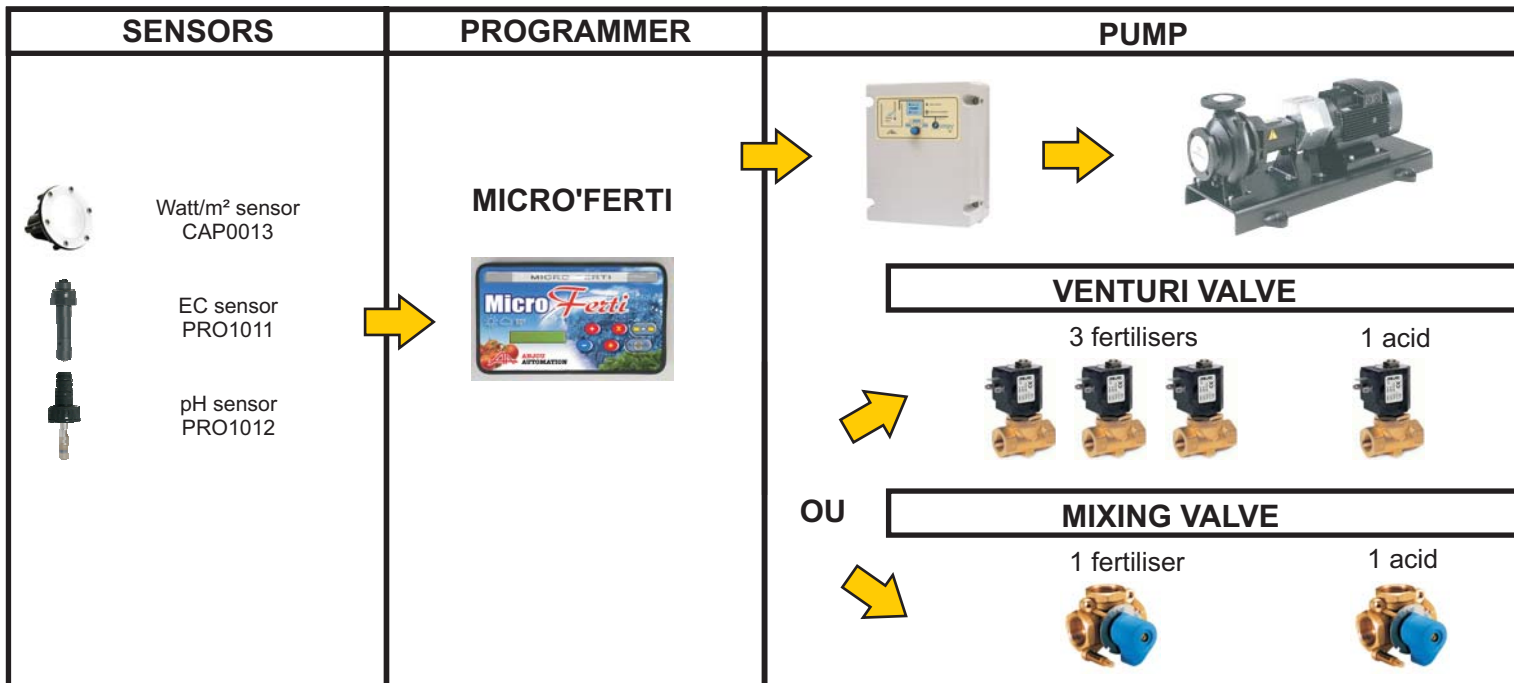 SENSORS
PROGRAMMER
PUMP
Watt/m² sensor
CAP0013
EC sensor
PRO1011
pH sensor
PRO1012
MICRO'FERTI
Micro Ferti
ANJOU
AUTOMATION
VENTURI VALVE
3 fertilisers
1 acid
OU
MIXING VALVE
1 fertiliser
1 acid